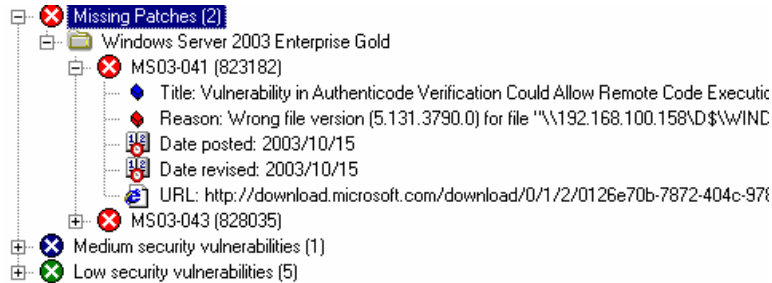 Missing Patches (2)
Windows Server 2003 Enterprise Gold
MS03-041 (823182)
Title: Vulnerability in Authenticode Verification Could Allow Remote Code Executio
Reason: Wrong file version (5.131.3790.0) for file "\\192.168.100.158\D$\WIND
Date posted: 2003/10/15
Date revised: 2003/10/15
URL: http://download.microsoft.com/download/0/1/2/0126e70b-7872-404c-978
MS03-043 (828035)
Medium security vulnerabilities (1)
Low security vulnerabilities (5)